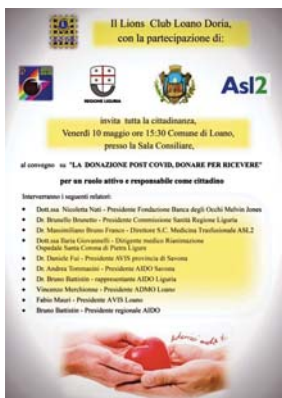 Il Lions Club Loano Doria,
con la partecipazione di:
REGIONE LIGURIA
Asl2
invita tutta la cittadinanza,
Venerdì 10 maggio ore 15:30 Comune di Loano,
presso la Sala Consiliare,
al convegno su "LA DONAZIONE POST COVID, DONARE PER RICEVERE"
per un ruolo attivo e responsabile come cittadino
Interverranno i seguenti relatori:
• Dott.ssa Nicoletta Nati - Presidente Fondazione Banca degli Occhi Melvin Jones
• Dr. Brunello Brunetto - Presidente Commissione Sanità Regione Liguria
• Dr. Massimiliano Bruno Franco - Direttore S.C. Medicina Trasfusionale ASL2
• Dott.ssa Ilaria Giovannelli - Dirigente medico Rianimazione
Ospedale Santa Corona di Pietra Ligure
• Dr. Daniele Fui - Presidente AVIS provincia di Savona
• Dr. Andrea Tommasini - Presidente AIDO Savona
• Dr. Bruno Battistin - rappresentante AIDO Liguria
• Vincenzo Merchionne - Presidente ADMO Loano
• Fabio Mauri - Presidente AVIS Loano
• Bruno Battistin - Presidente regionale AIDO